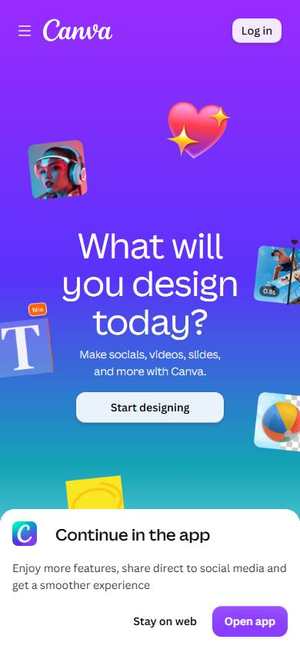 Canva
Log in
What will
you design
today?
Make socials, videos, slides,
and more with Canva.
Start designing
T
0.8s
C
Continue in the app
Enjoy more features, share direct to social media and
get a smoother experience
Stay on web
Open app